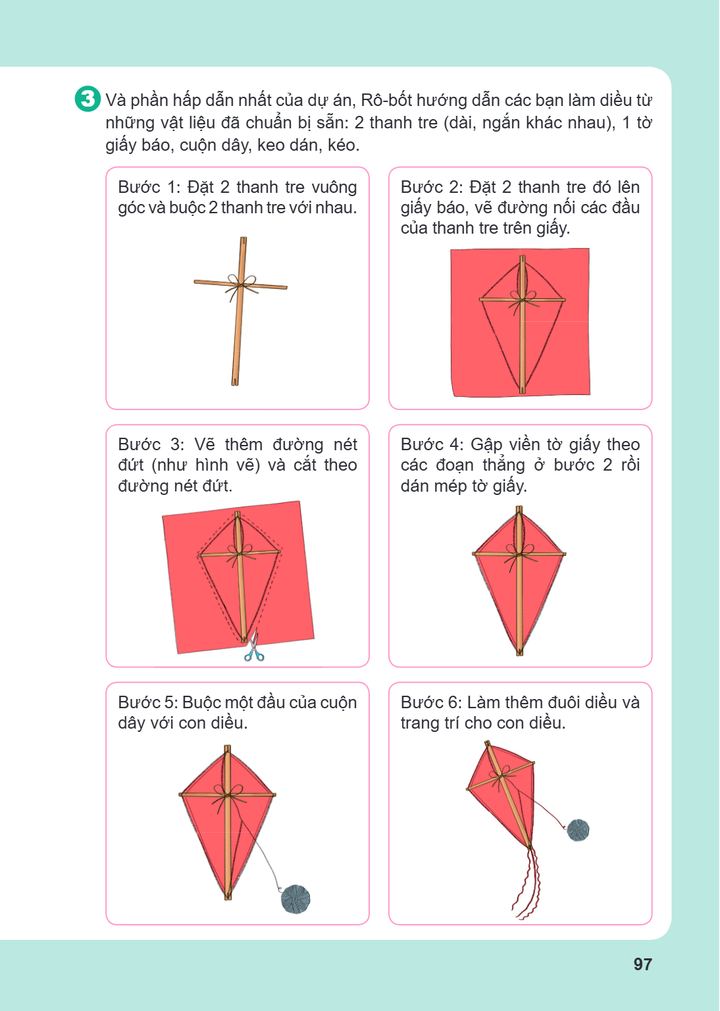 3 Và phần hấp dẫn nhất của dự án, Rô-bốt hướng dẫn các bạn làm diều từ
những vật liệu đã chuẩn bị sẵn: 2 thanh tre (dài, ngắn khác nhau), 1 tờ
giấy báo, cuộn dây, keo dán, kéo.
Bước 1: Đặt 2 thanh tre vuông
góc và buộc 2 thanh tre với nhau.
Bước 2: Đặt 2 thanh tre đó lên
giấy báo, vẽ đường nối các đầu
của thanh tre trên giấy.
Bước 3: Vẽ thêm đường nét
đứt (như hình vẽ) và cắt theo
đường nét đứt.
Bước 4: Gập viền tờ giấy theo
các đoạn thẳng ở bước 2 rồi
dán mép tờ giấy.
Bước 5: Buộc một đầu của cuộn
dây với con diều.
Bước 6: Làm thêm đuôi diều và
trang trí cho con diều.
97